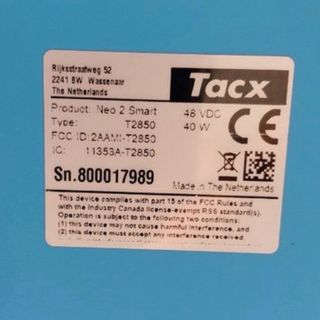 Rijksstraatweg 52
2241 BW Wassenaar
The Netherlands
Tacx
Product: Neo 2 Smart 48 VDC
Type: T2850 40 W
FCC ID: 2AAMI-T2850
IC: 11353A-T2850
CE
Sn.800017989
Made in The Netherlands
This device complies with part 15 of the FCC Rules and
with the Industry Canada license-exempt RSS standard(s).
Operation is subject to the following two conditions:
(1) this device may not cause harmful interference, and
(2) this device must accept any interference received,